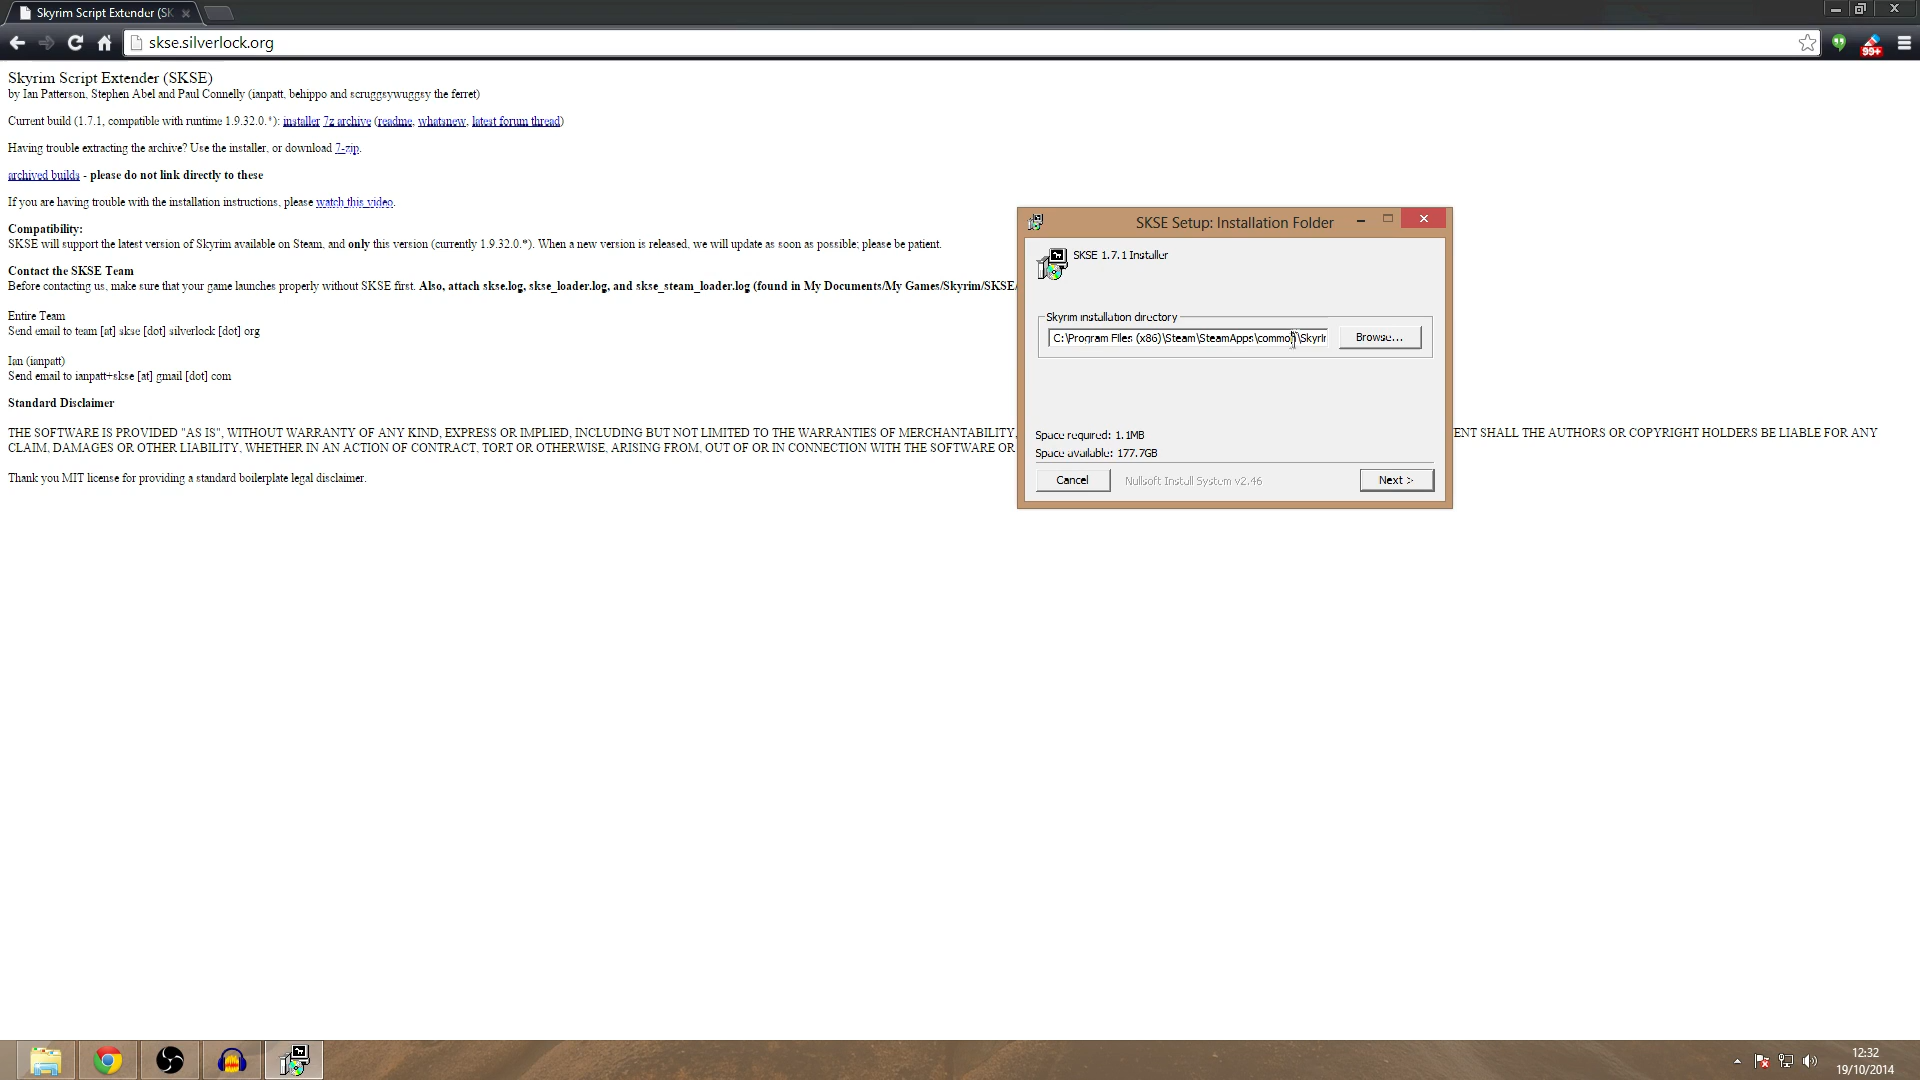 Skyrim Script Extender (SK
skse.silverlock.org
99+
Skyrim Script Extender (SKSE)
by Ian Patterson, Stephen Abel and Paul Connelly (ianpatt, behippo and scruggsywuggsy the ferret)
Current build (1.7.1, compatible with runtime 1.9.32.0.*): installer 7z archive (readme, whatsnew, latest forum thread)
Having trouble extracting the archive? Use the installer, or download 7-zip.
archived builds - please do not link directly to these
If you are having trouble with the installation instructions, please watch this video.
Compatibility:
SKSE will support the latest version of Skyrim available on Steam, and only this version (currently 1.9.32.0.*). When a new version is released, we will update as soon as possible; please be patient.
Contact the SKSE Team
Before contacting us, make sure that your game launches properly without SKSE first. Also, attach skse.log, skse_loader.log, and skse_steam_loader.log (found in My Documents/My Games/Skyrim/SKSE/
Entire Team
Send email to team [at] skse [dot] silverlock [dot] org
Ian (ianpatt)
Send email to ianpatt+skse [at] gmail [dot] com
Standard Disclaimer
THE SOFTWARE IS PROVIDED "AS IS", WITHOUT WARRANTY OF ANY KIND, EXPRESS OR IMPLIED, INCLUDING BUT NOT LIMITED TO THE WARRANTIES OF MERCHANTABILITY, ENT SHALL THE AUTHORS OR COPYRIGHT HOLDERS BE LIABLE FOR ANY
CLAIM, DAMAGES OR OTHER LIABILITY, WHETHER IN AN ACTION OF CONTRACT, TORT OR OTHERWISE, ARISING FROM, OUT OF OR IN CONNECTION WITH THE SOFTWARE OR
Thank you MIT license for providing a standard boilerplate legal disclaimer.
SKSE Setup: Installation Folder
SKSE 1.7.1 Installer
Skyrim installation directory
C:\Program Files (x86)\Steam\SteamApps\common\Skyrir
Browse...
Space required: 1.1MB
Space available: 177.7GB
Cancel
Nullsoft Install System v2.46
Next >
12:32
19/10/2014